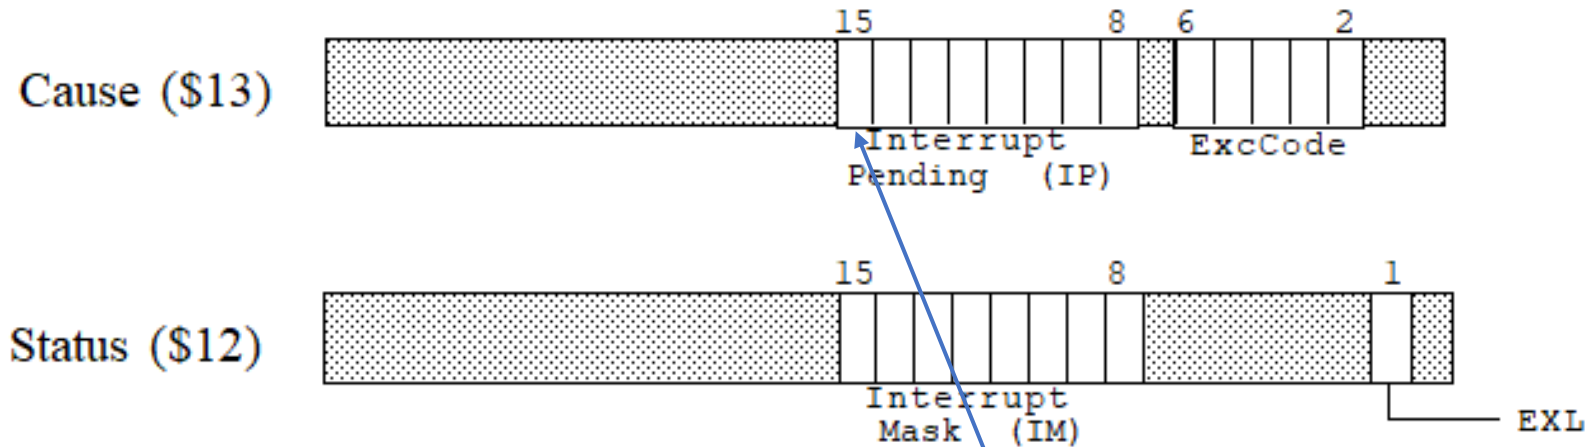 15 8 6 2
Cause ($13)
Interrupt ExcCode
Pending (IP)
15 8 1
Status ($12)
Interrupt
Mask (IM)
EXL